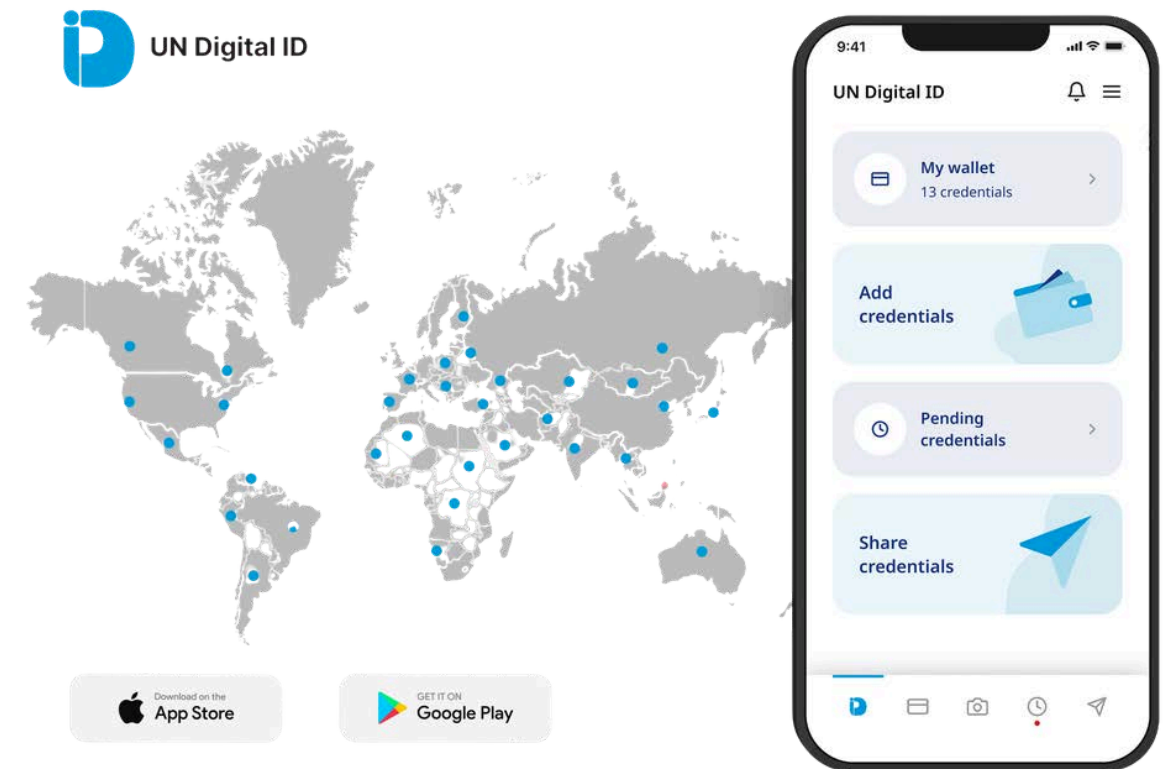 UN Digital ID
Download on the
App Store
GET IT ON
Google Play
9:41
UN Digital ID
My wallet
13 credentials
Add
credentials
Pending
credentials
Share
credentials